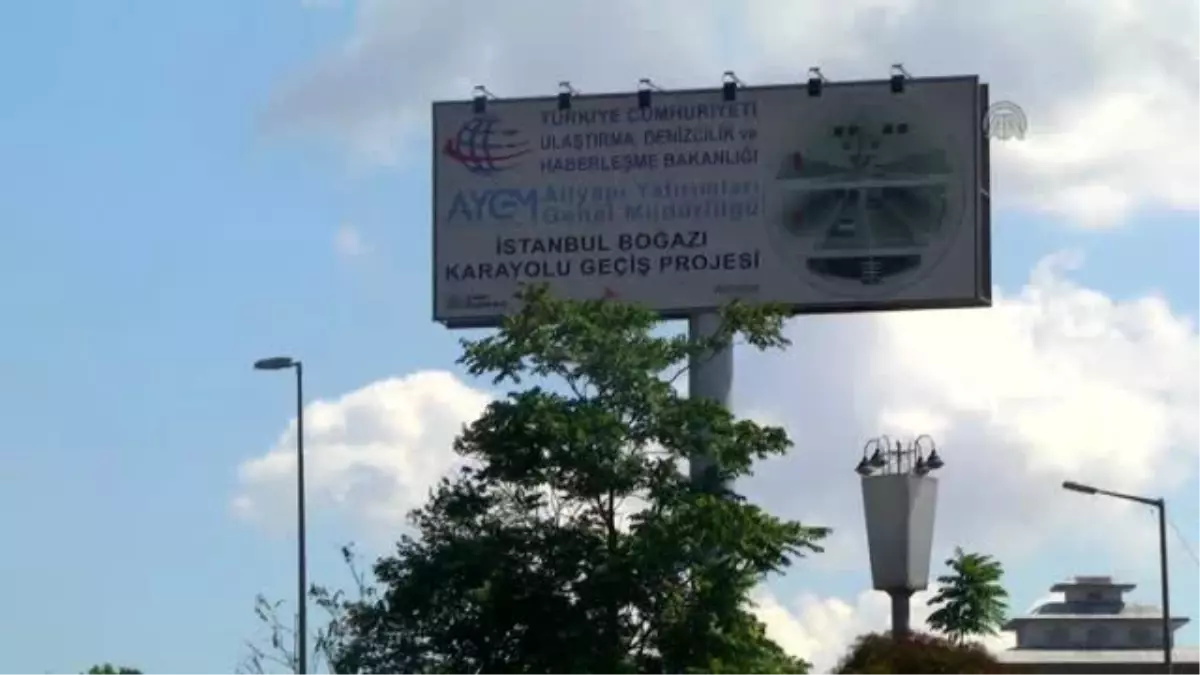 TÜRKİYE CUMHURİYETİ
ULAŞTIRMA, DENİZCİLİK ve
HABERLEŞME BAKANLIĞI
AYGM Altyapı Yatırımları
Genel Müdürlüğü
İSTANBUL BOĞAZI
KARAYOLU GEÇİŞ PROJESİ